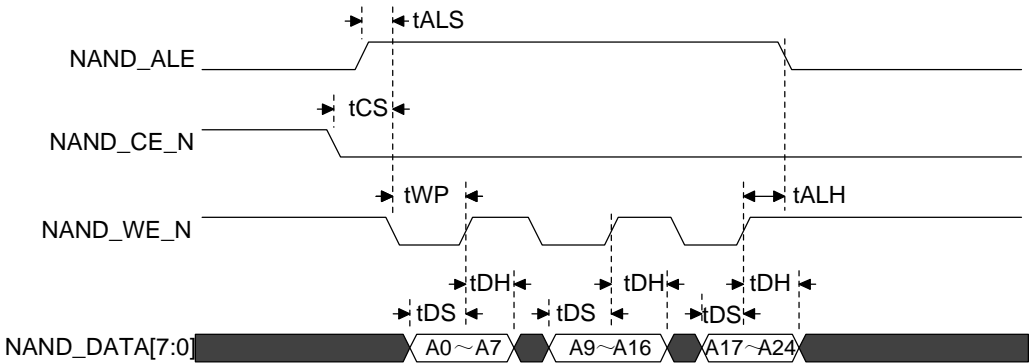 tALS
NAND_ALE
tCS
NAND_CE_N
tWP
tALH
NAND_WE_N
tDH tDH tDH
tDS tDS tDS
NAND_DATA[7:0] A0～A7 A9～A16 A17～A24